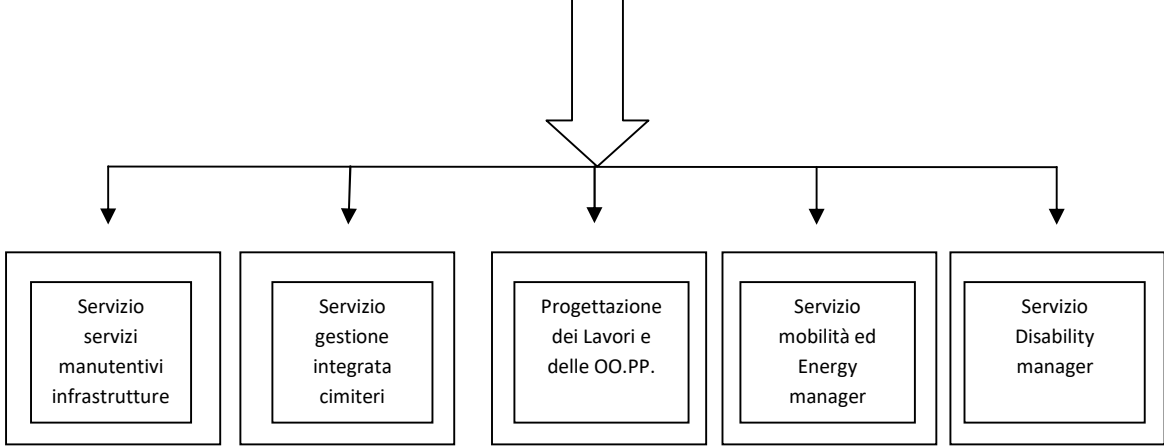 Servizio
servizi
manutentivi
infrastrutture
Servizio
gestione
integrata
cimiteri
Progettazione
dei Lavori e
delle OO.PP.
Servizio
mobilità ed
Energy
manager
Servizio
Disability
manager